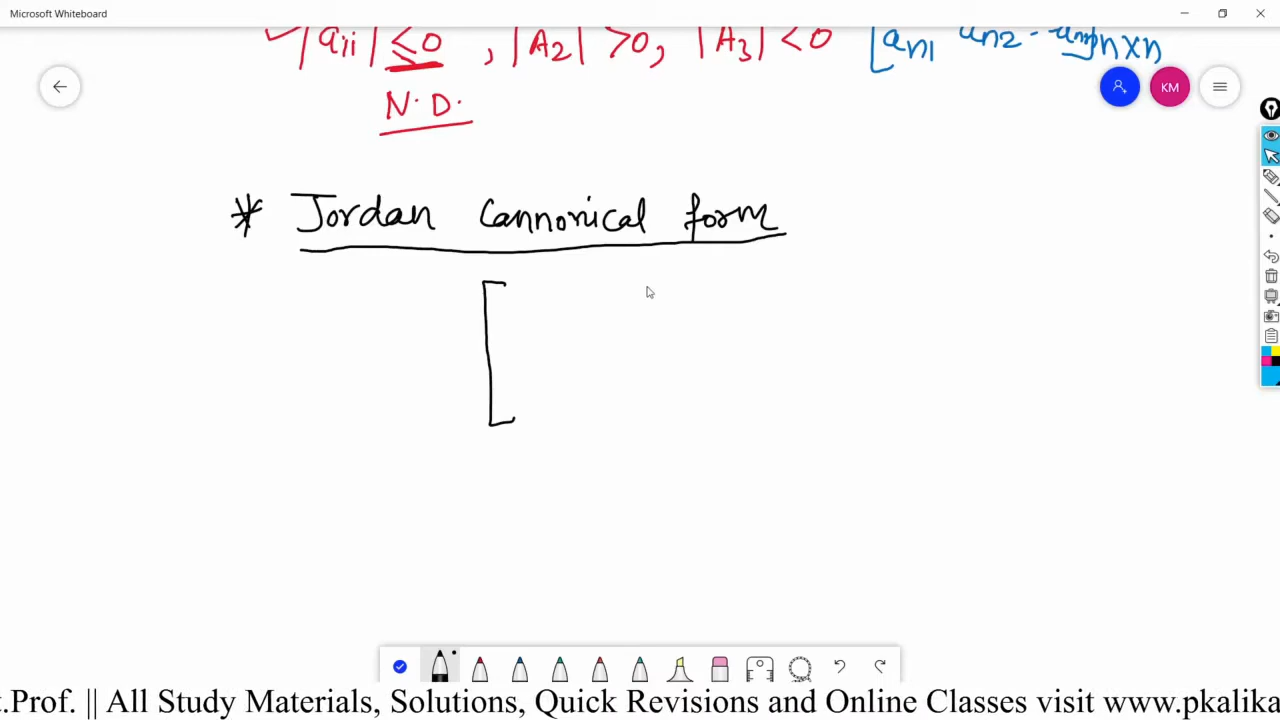 Microsoft Whiteboard
|a11| ≤0 , |A2| >0, |A3| <0 [an1 an2 - ann]n×n
N.D.
KM
* Jordan Cannonical form
[
t.Prof. || All Study Materials, Solutions, Quick Revisions and Online Classes visit www.pkalika